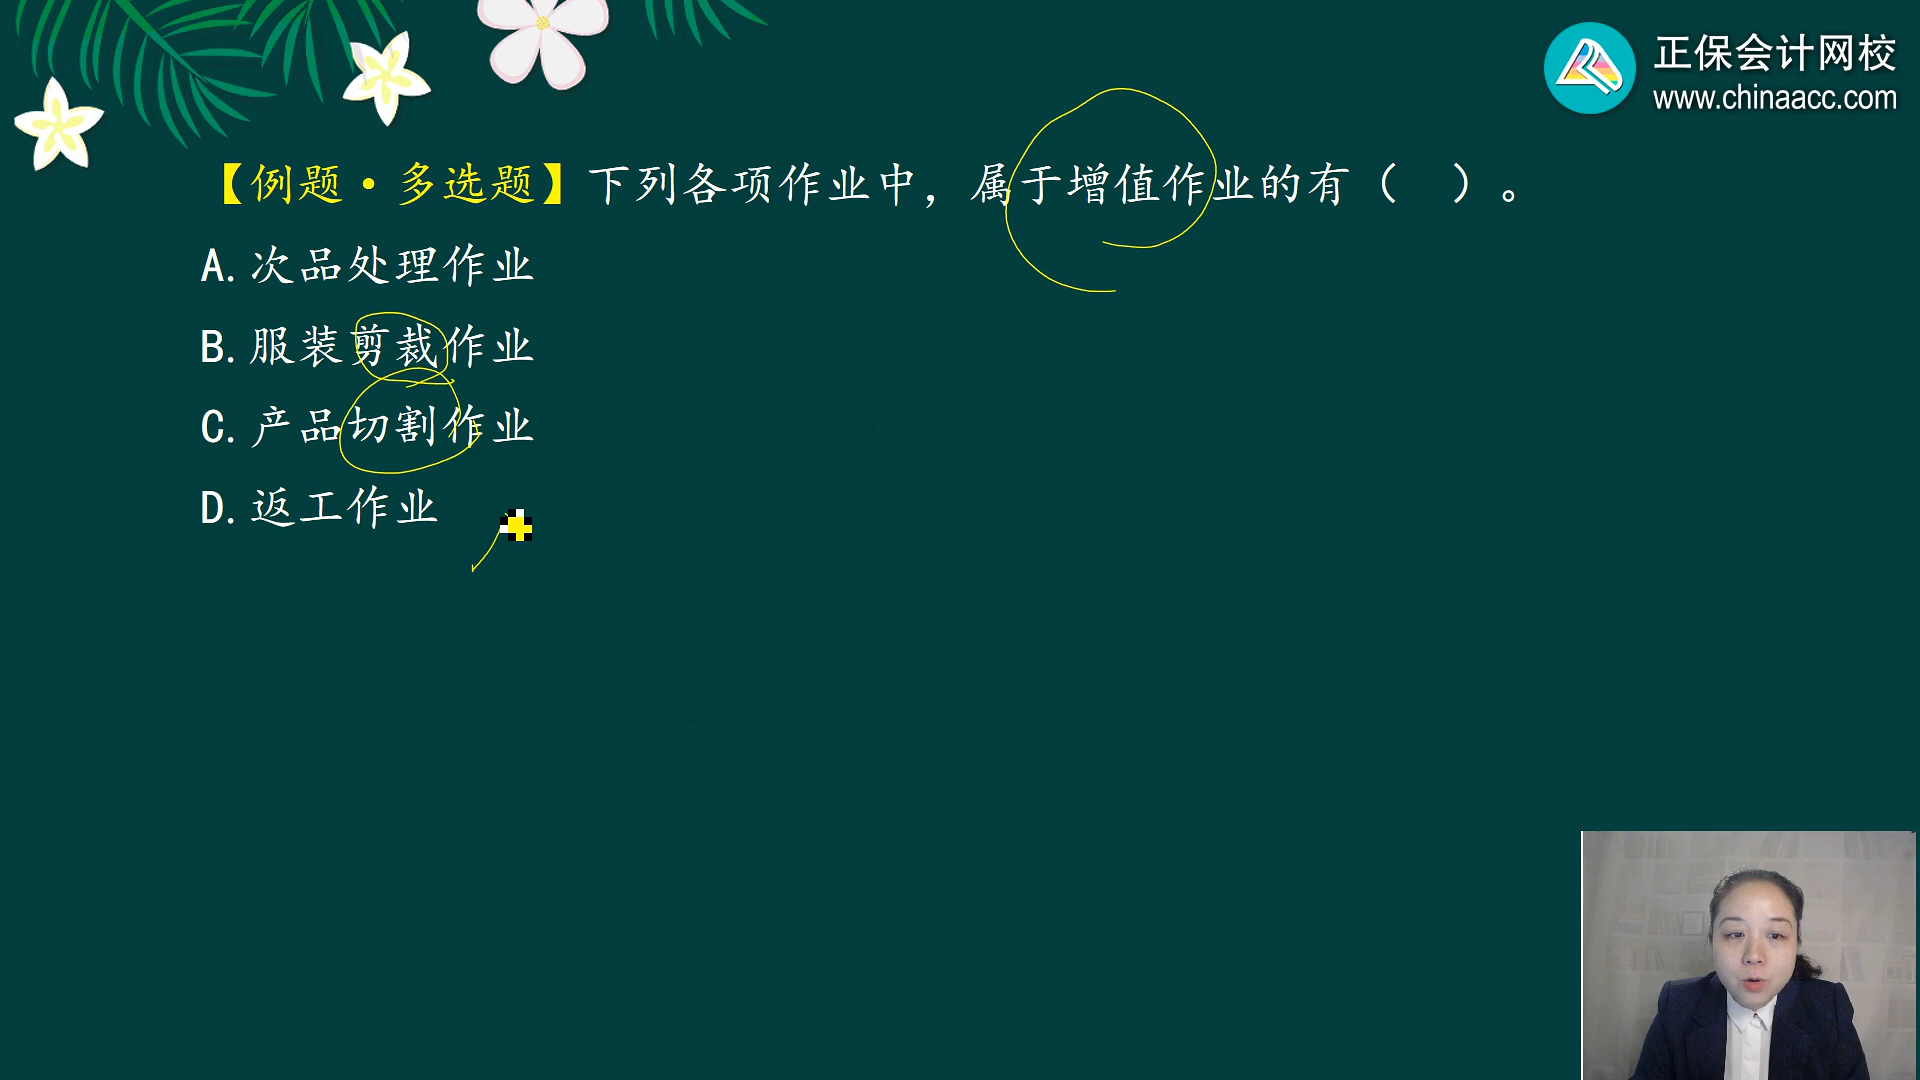 正保会计网校
www.chinaacc.com
【例题·多选题】下列各项作业中，属于增值作业的有（ ）。
A.次品处理作业
B.服装剪裁作业
C.产品切割作业
D.返工作业